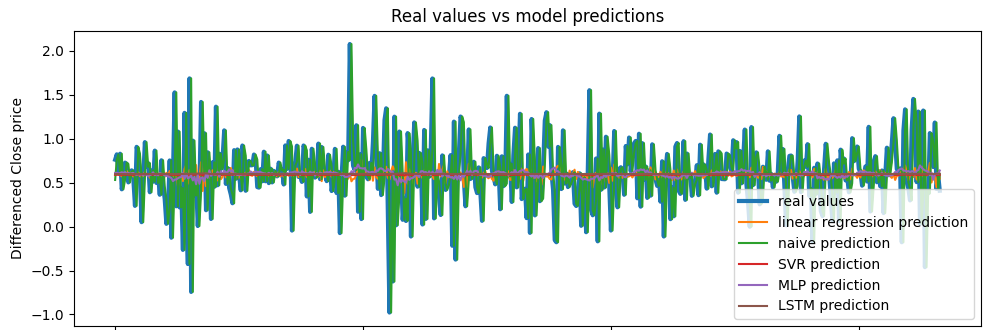 Real values vs model predictions
Differenced Close price
2.0
1.5
1.0
0.5
0.0
−0.5
−1.0
real values
linear regression prediction
naive prediction
SVR prediction
MLP prediction
LSTM prediction